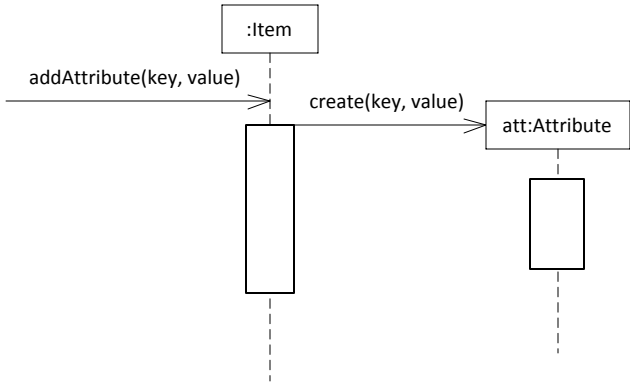 :Item
addAttribute(key, value)
create(key, value)
att:Attribute